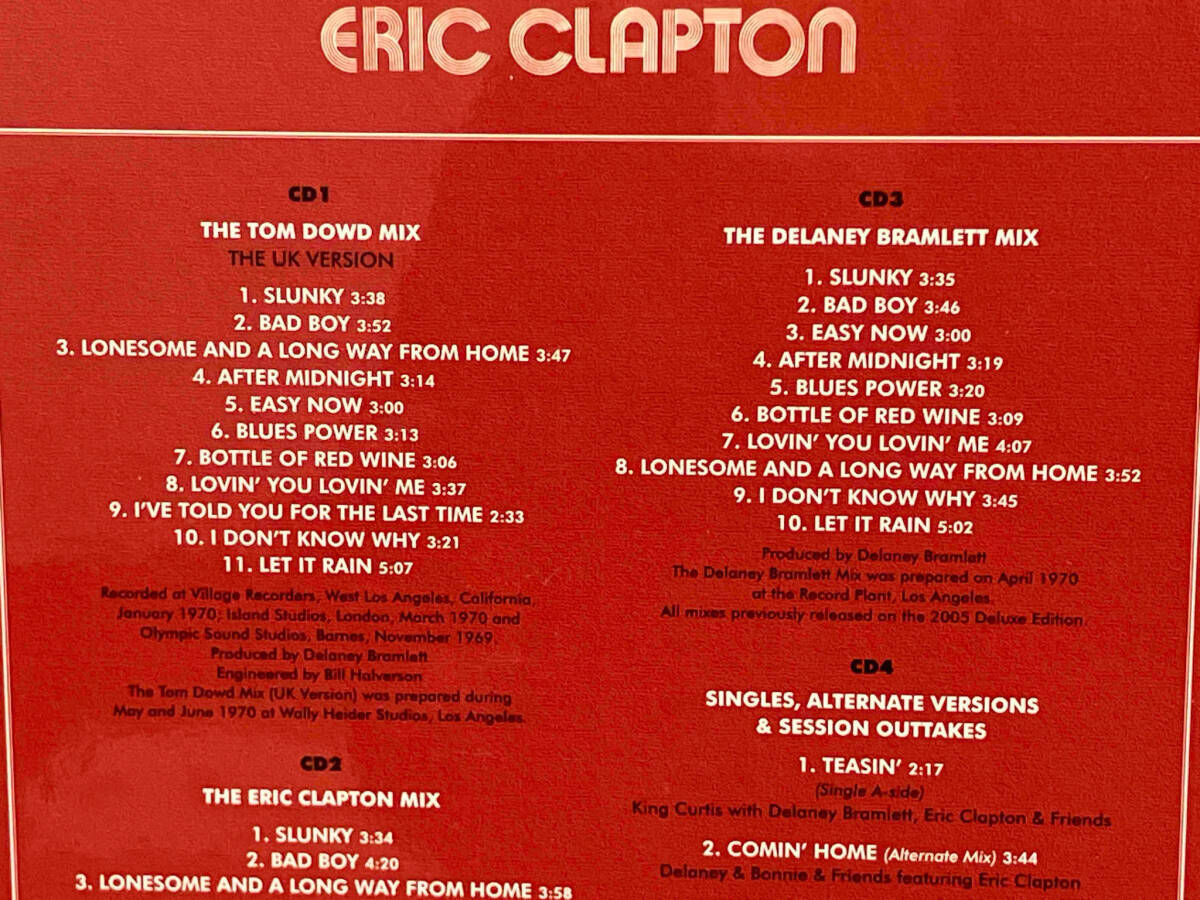 ERIC CLAPTON
CD1
THE TOM DOWD MIX
THE UK VERSION
1. SLUNKY 3:38
2. BAD BOY 3:52
3. LONESOME AND A LONG WAY FROM HOME 3:47
4. AFTER MIDNIGHT 3:14
5. EASY NOW 3:00
6. BLUES POWER 3:13
7. BOTTLE OF RED WINE 3:06
8. LOVIN' YOU LOVIN' ME 3:37
9. I'VE TOLD YOU FOR THE LAST TIME 2:33
10. I DON'T KNOW WHY 3:21
11. LET IT RAIN 5:07
Recorded at Village Recorders, West Los Angeles, California,
January 1970; Island Studios, London, March 1970 and
Olympic Sound Studios, Barnes, November 1969.
Produced by Delaney Bramlett
Engineered by Bill Halverson
The Tom Dowd Mix (UK Version) was prepared during
May and June 1970 at Wally Heider Studios, Los Angeles.
CD2
THE ERIC CLAPTON MIX
1. SLUNKY 3:34
2. BAD BOY 4:20
3. LONESOME AND A LONG WAY FROM HOME 3:58
CD3
THE DELANEY BRAMLETT MIX
1. SLUNKY 3:35
2. BAD BOY 3:46
3. EASY NOW 3:00
4. AFTER MIDNIGHT 3:19
5. BLUES POWER 3:20
6. BOTTLE OF RED WINE 3:09
7. LOVIN' YOU LOVIN' ME 4:07
8. LONESOME AND A LONG WAY FROM HOME 3:52
9. I DON'T KNOW WHY 3:45
10. LET IT RAIN 5:02
Produced by Delaney Bramlett
The Delaney Bramlett Mix was prepared on April 1970
at the Record Plant, Los Angeles.
All mixes previously released on the 2005 Deluxe Edition.
CD4
SINGLES, ALTERNATE VERSIONS
& SESSION OUTTAKES
1. TEASIN' 2:17
(Single A-side)
King Curtis with Delaney Bramlett, Eric Clapton & Friends
2. COMIN' HOME (Alternate Mix) 3:44
Delaney & Bonnie & Friends featuring Eric Clapton